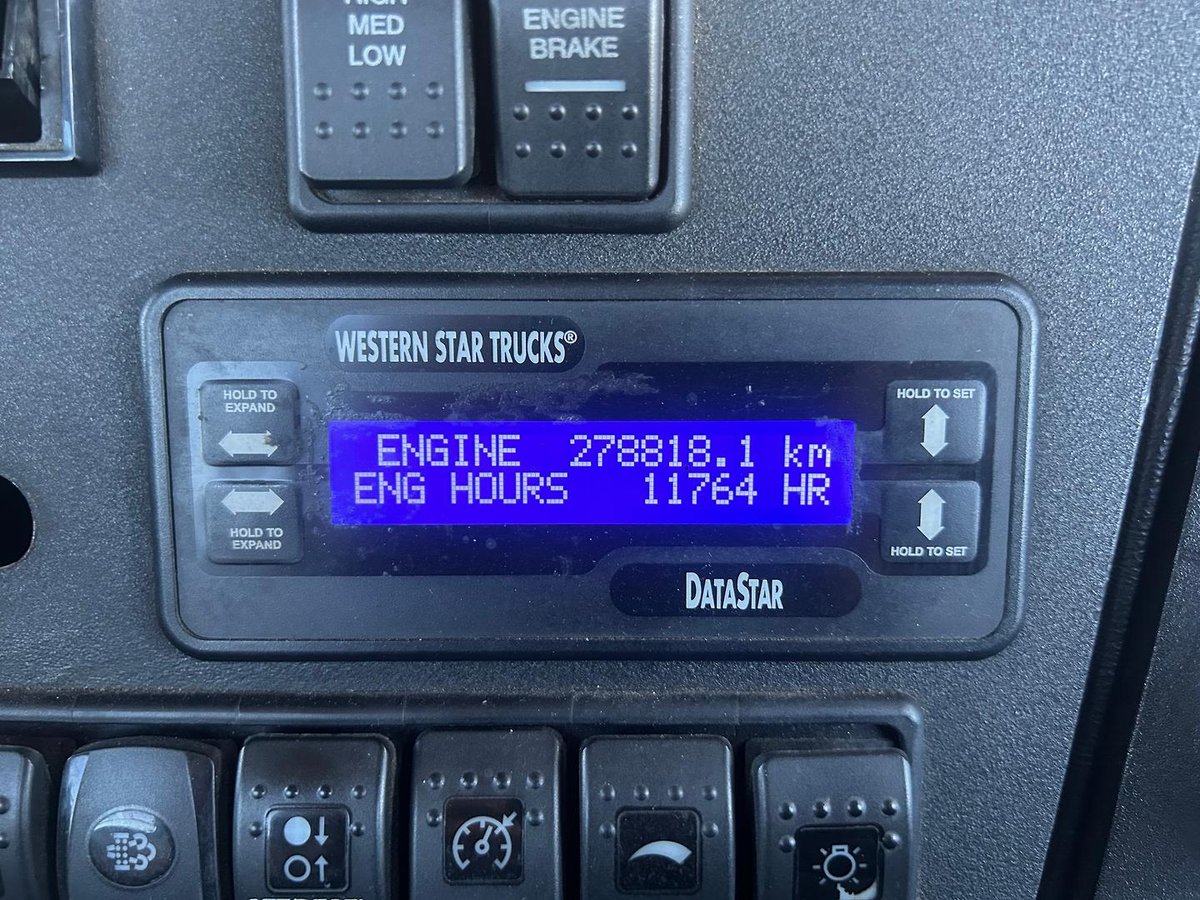 HIGH
MED
LOW
ENGINE
BRAKE
WESTERN STAR TRUCKS®
HOLD TO
EXPAND
HOLD TO SET
ENGINE 278818.1 km
ENG HOURS 11764 HR
HOLD TO
EXPAND
HOLD TO SET
DATASTAR